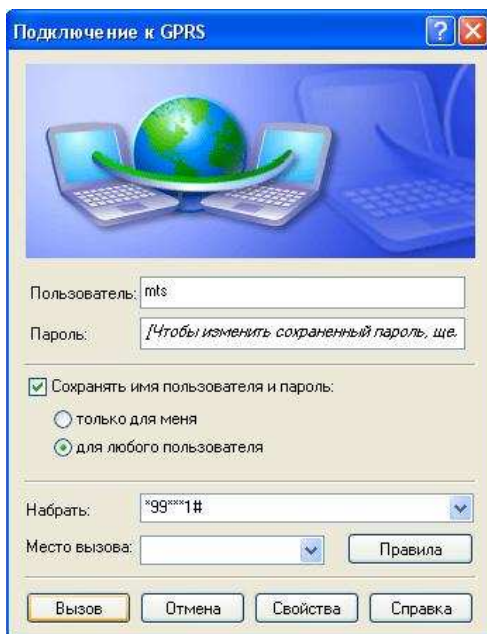 Подключение к GPRS
Пользователь: mts
Пароль: [Чтобы изменить сохраненный пароль, ще.
Сохранять имя пользователя и пароль:
только для меня
для любого пользователя
Набрать: *99***1#
Место вызова: Правила
Вызов Отмена Свойства Справка